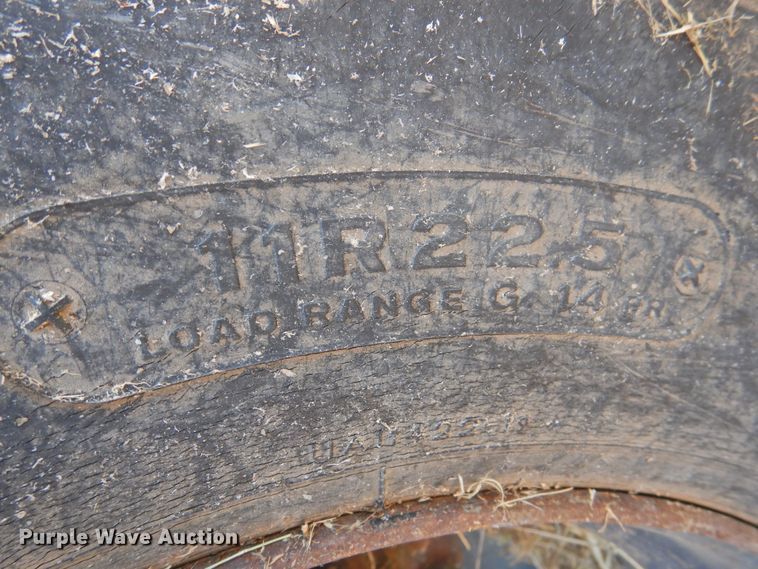 11R22.5
LOAD RANGE G 14 PR
Purple Wave Auction